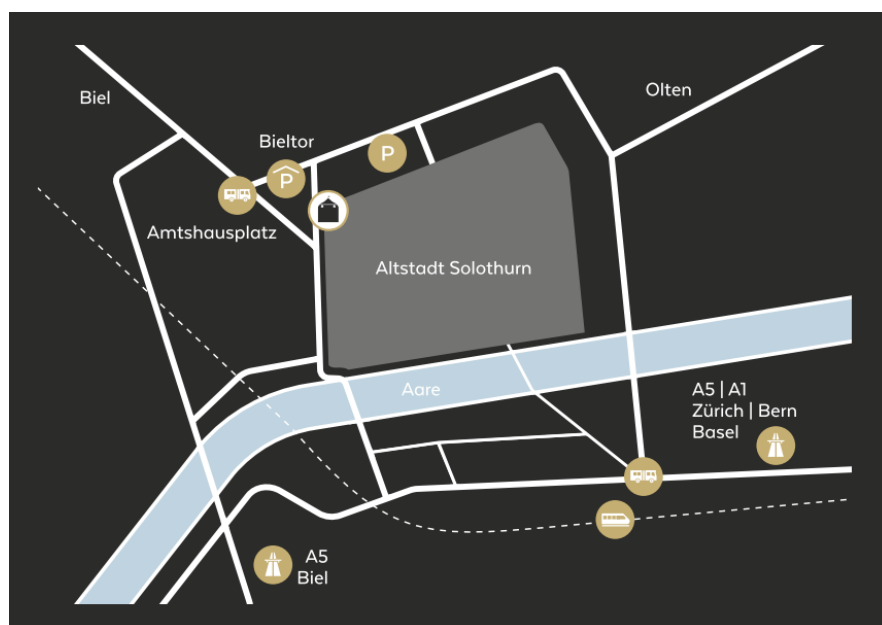 Biel
Olten
Bieltor
P
P
Amtshausplatz
Altstadt Solothurn
Aare
A5 | A1
Zürich | Bern
Basel
A5
Biel